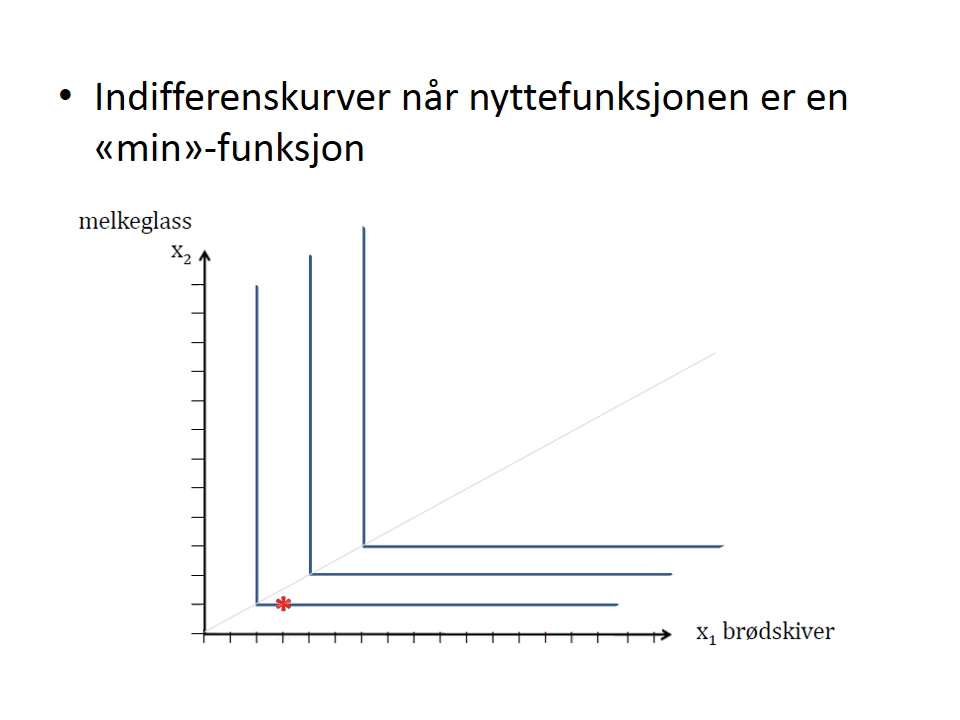 • Indifferenskurver når nyttefunksjonen er en
«min»-funksjon
melkeglass
x₂
x₁ brødskiver